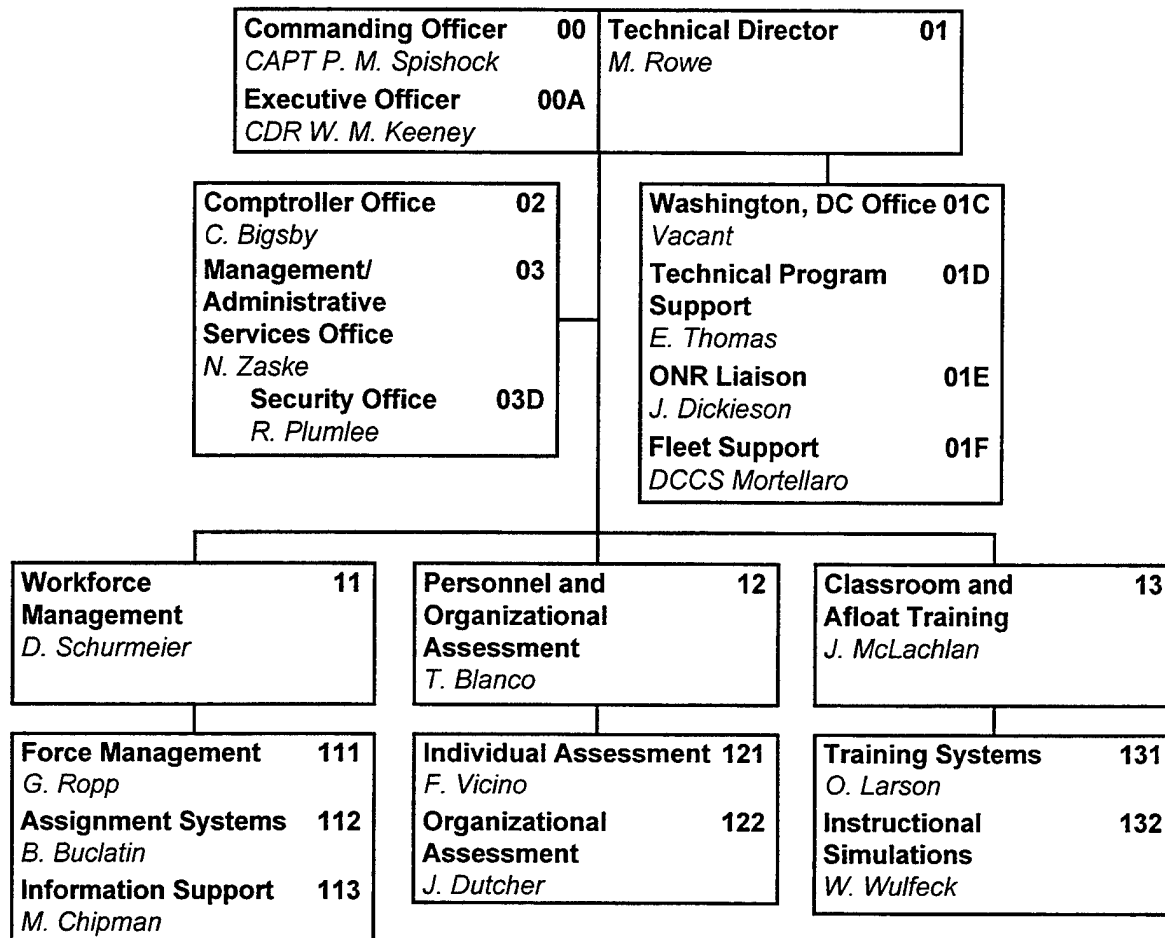 Commanding Officer 00
CAPT P. M. Spishock
Executive Officer 00A
CDR W. M. Keeney
Technical Director 01
M. Rowe
Comptroller Office 02
C. Bigsby
Management/ 03
Administrative
Services Office
N. Zaske
Security Office 03D
R. Plumlee
Washington, DC Office 01C
Vacant
Technical Program 01D
Support
E. Thomas
ONR Liaison 01E
J. Dickieson
Fleet Support 01F
DCCS Mortellaro
Workforce 11
Management
D. Schurmeier
Personnel and 12
Organizational
Assessment
T. Blanco
Classroom and 13
Afloat Training
J. McLachlan
Force Management 111
G. Ropp
Assignment Systems 112
B. Buclatin
Information Support 113
M. Chipman
Individual Assessment 121
F. Vicino
Organizational 122
Assessment
J. Dutcher
Training Systems 131
O. Larson
Instructional 132
Simulations
W. Wulfeck